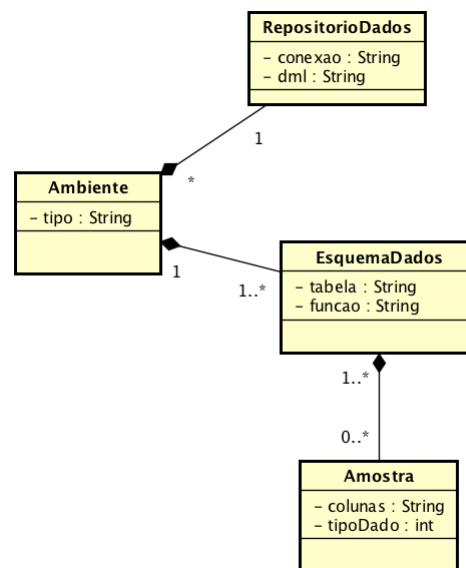 RepositorioDados
- conexao : String
- dml : String
1
*
Ambiente
- tipo : String
1
1..*
EsquemaDados
- tabela : String
- funcao : String
1..*
0..*
Amostra
- colunas : String
- tipoDado : int